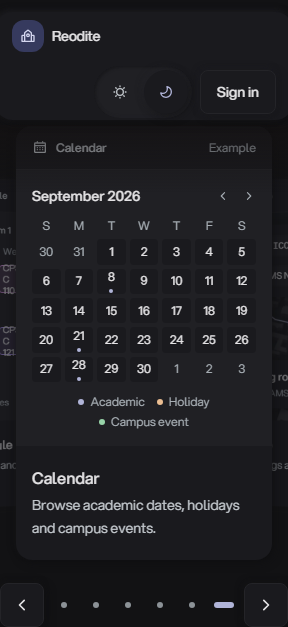 Reodite
Sign in
Calendar Example
September 2026
S M T W T F S
30 31 1 2 3 4 5
6 7 8 9 10 11 12
13 14 15 16 17 18 19
20 21 22 23 24 25 26
27 28 29 30 1 2 3
Academic Holiday
Campus event
Calendar
Browse academic dates, holidays
and campus events.